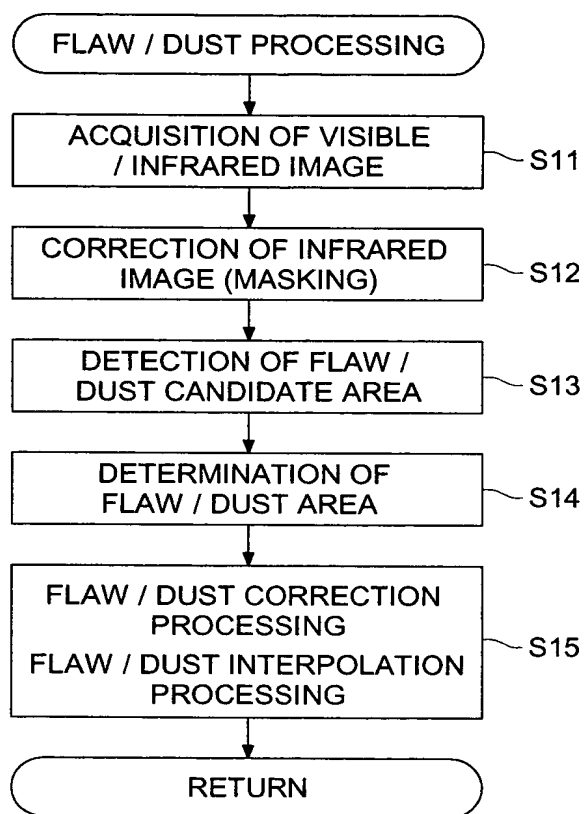 FLAW / DUST PROCESSING
ACQUISITION OF VISIBLE
/ INFRARED IMAGE
S11
CORRECTION OF INFRARED
IMAGE (MASKING)
S12
DETECTION OF FLAW /
DUST CANDIDATE AREA
S13
DETERMINATION OF
FLAW / DUST AREA
S14
FLAW / DUST CORRECTION
PROCESSING
FLAW / DUST INTERPOLATION
PROCESSING
S15
RETURN